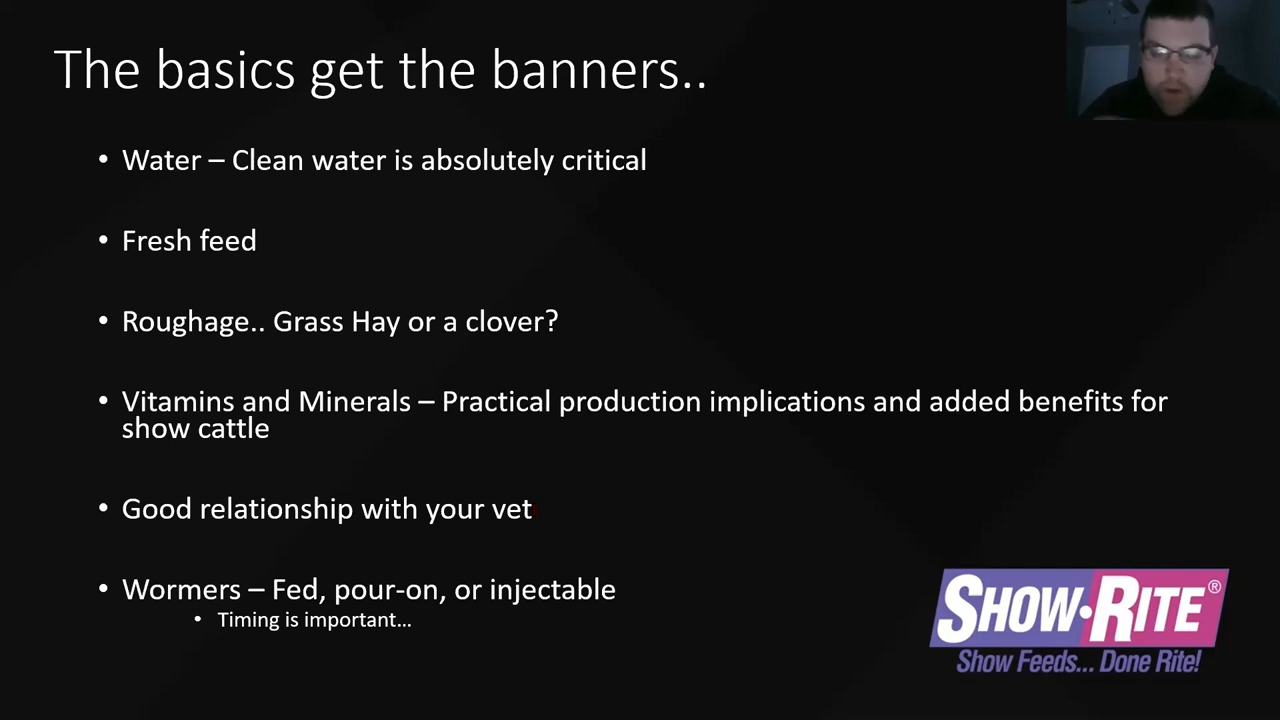 The basics get the banners..
• Water – Clean water is absolutely critical
• Fresh feed
• Roughage.. Grass Hay or a clover?
• Vitamins and Minerals – Practical production implications and added benefits for
show cattle
• Good relationship with your vet
• Wormers – Fed, pour-on, or injectable
• Timing is important…
SHOW•RITE®
Show Feeds... Done Rite!